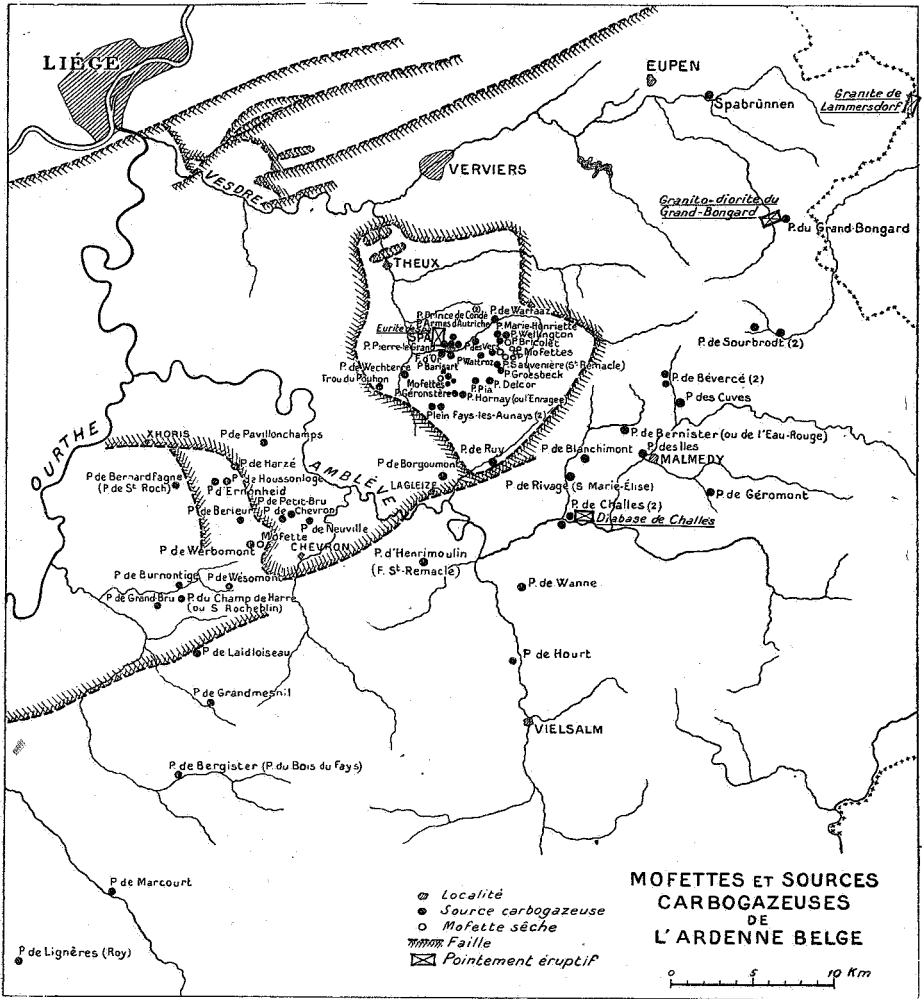 LIÉGE
EUPEN
Spabrünnen
Granite de
Lammersdorf
VESDRE
VERVIERS
Granito-diorite du
Grand-Bongard
P. du Grand Bongard
THEUX
P. Prince de Condé
P. de Warfaaz
P. Armes d'Autriche
P. Marie-Henriette
SPA
P. Wellington
P. Bricolet
P. Pierre-le-Grand
Mofettes
P. de Sourbrodt (2)
P. Wattroz
P. Sauvenière (St Remacle)
P. Barisart
P. de Wechterre
P. Groesbeck
Trou du Pouhon
Mofettes
P. Pia
P. Delcor
P. Géronstère
P. Hornay (ou l'Enragée)
Plein Fays-les-Aunays (2)
P. de Bévercé (2)
P. des Cuves
OURTHE
XHORIS
P de Pavillonchamps
P. de Ruy
P. de Blanchimont
P. de Bernister (ou de l'Eau-Rouge)
P. des Iles
MALMEDY
AMBLÈVE
P de Borgoumont
P. de Harzé
P de Bernardfagne
(P. de St Roch)
P. de Houssonloge
P. d'Ernonheid
LAGLEIZE
P. de Rivage (S Marie-Élise)
P. de Géromont
P. de Petit-Bru
P de Berieur
P de Chevron
P. de Challes (2)
Diabase de Challes
P de Neuville
Mofette
P de Werbomont
CHEVRON
P. d'Henrimoulin
(F. St-Remacle)
P de Burnontige
P de Wésomont
P. de Wanne
P de Grand-Bru
P. du Champ de Harre
(ou S Rocheblin)
P de Laidloiseau
P de Hourt
P de Grandmesnil
VIELSALM
P. de Bergister (P. du Bois du Fays)
P de Marcourt
P de Lignères (Roy)
Localité
Source carbogazeuse
Mofette sêche
Faille
Pointement éruptif
MOFETTES ET SOURCES
CARBOGAZEUSES
DE
L'ARDENNE BELGE
0 5 10 Km